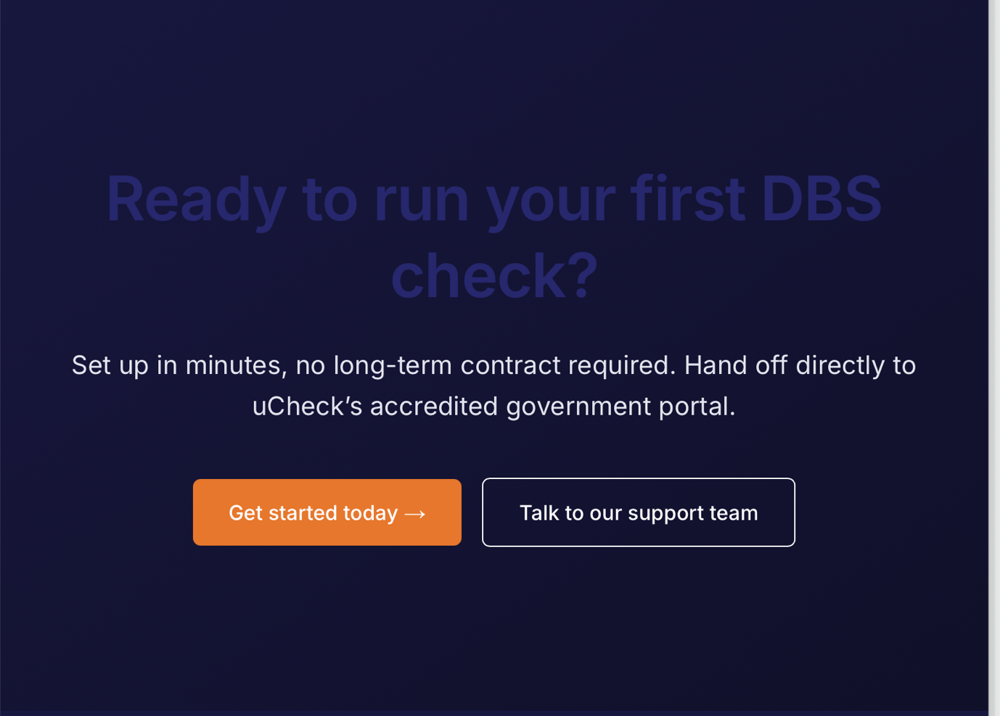 Ready to run your first DBS
check?
Set up in minutes, no long-term contract required. Hand off directly to
uCheck’s accredited government portal.
Get started today →
Talk to our support team